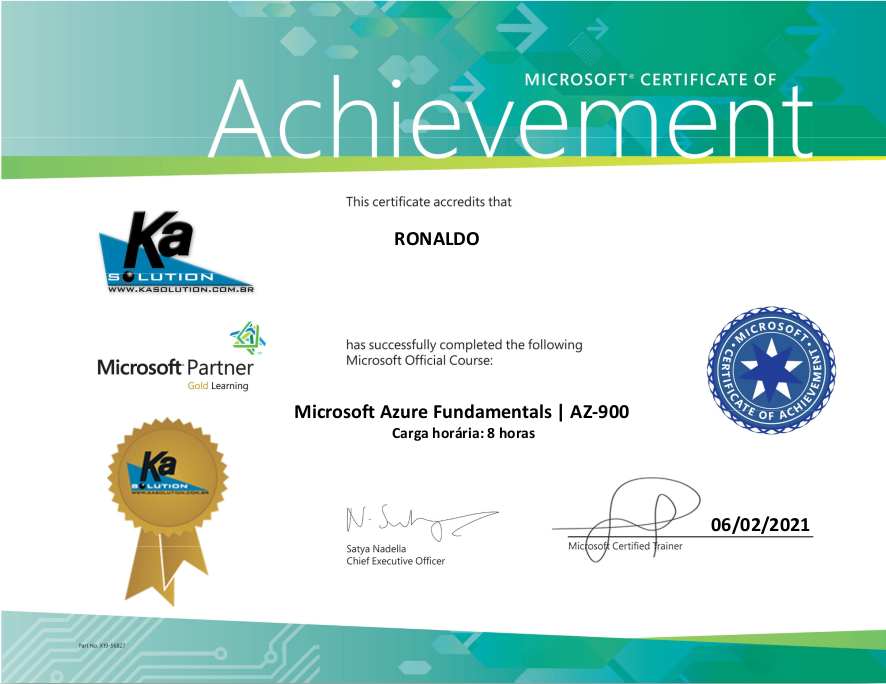 MICROSOFT® CERTIFICATE OF
Achievement
This certificate accredits that
RONALDO
Ka
SOLUTION
WWW.KASOLUTION.COM.BR
has successfully completed the following
Microsoft Official Course:
Microsoft Partner
Gold Learning
MICROSOFT
CERTIFICATE OF ACHIEVEMENT
Microsoft Azure Fundamentals | AZ-900
Carga horária: 8 horas
Ka
SOLUTION
WWW.KASOLUTION.COM.BR
06/02/2021
Satya Nadella
Chief Executive Officer
Microsoft Certified Trainer
Part No. X19-56827